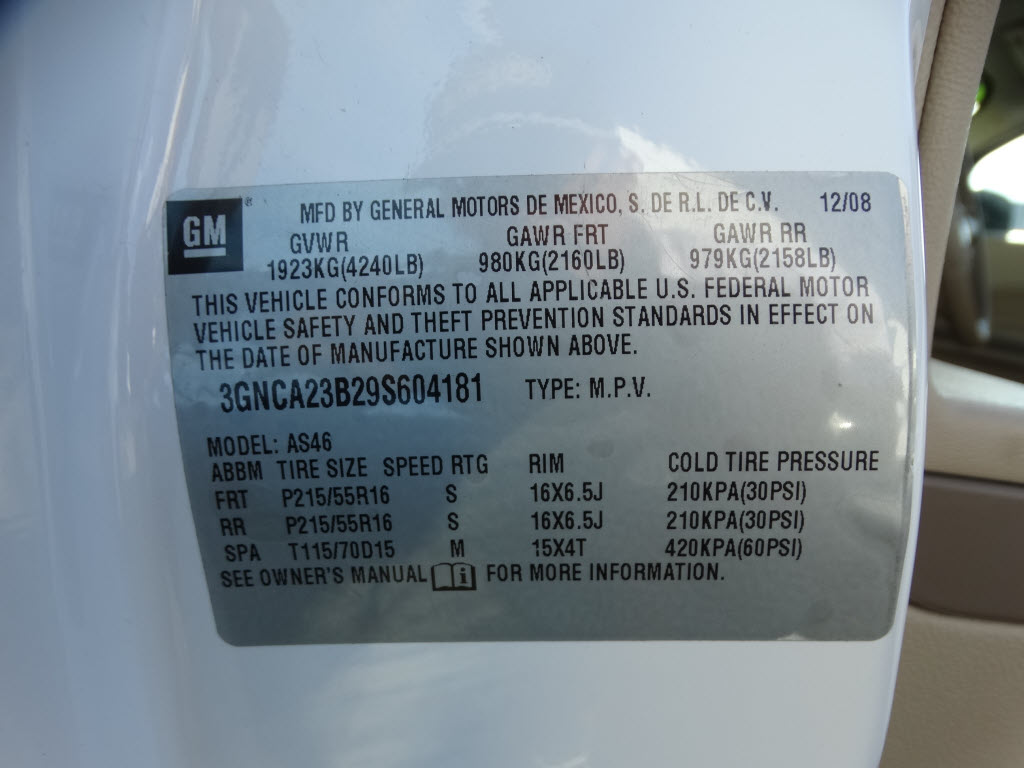 GM® MFD BY GENERAL MOTORS DE MEXICO, S. DE R.L. DE C.V. 12/08
GVWR GAWR FRT GAWR RR
1923KG(4240LB) 980KG(2160LB) 979KG(2158LB)
THIS VEHICLE CONFORMS TO ALL APPLICABLE U.S. FEDERAL MOTOR
VEHICLE SAFETY AND THEFT PREVENTION STANDARDS IN EFFECT ON
THE DATE OF MANUFACTURE SHOWN ABOVE.
3GNCA23B29S604181 TYPE: M.P.V.
MODEL: AS46
ABBM TIRE SIZE SPEED RTG RIM COLD TIRE PRESSURE
FRT P215/55R16 S 16X6.5J 210KPA(30PSI)
RR P215/55R16 S 16X6.5J 210KPA(30PSI)
SPA T115/70D15 M 15X4T 420KPA(60PSI)
SEE OWNER'S MANUAL i FOR MORE INFORMATION.